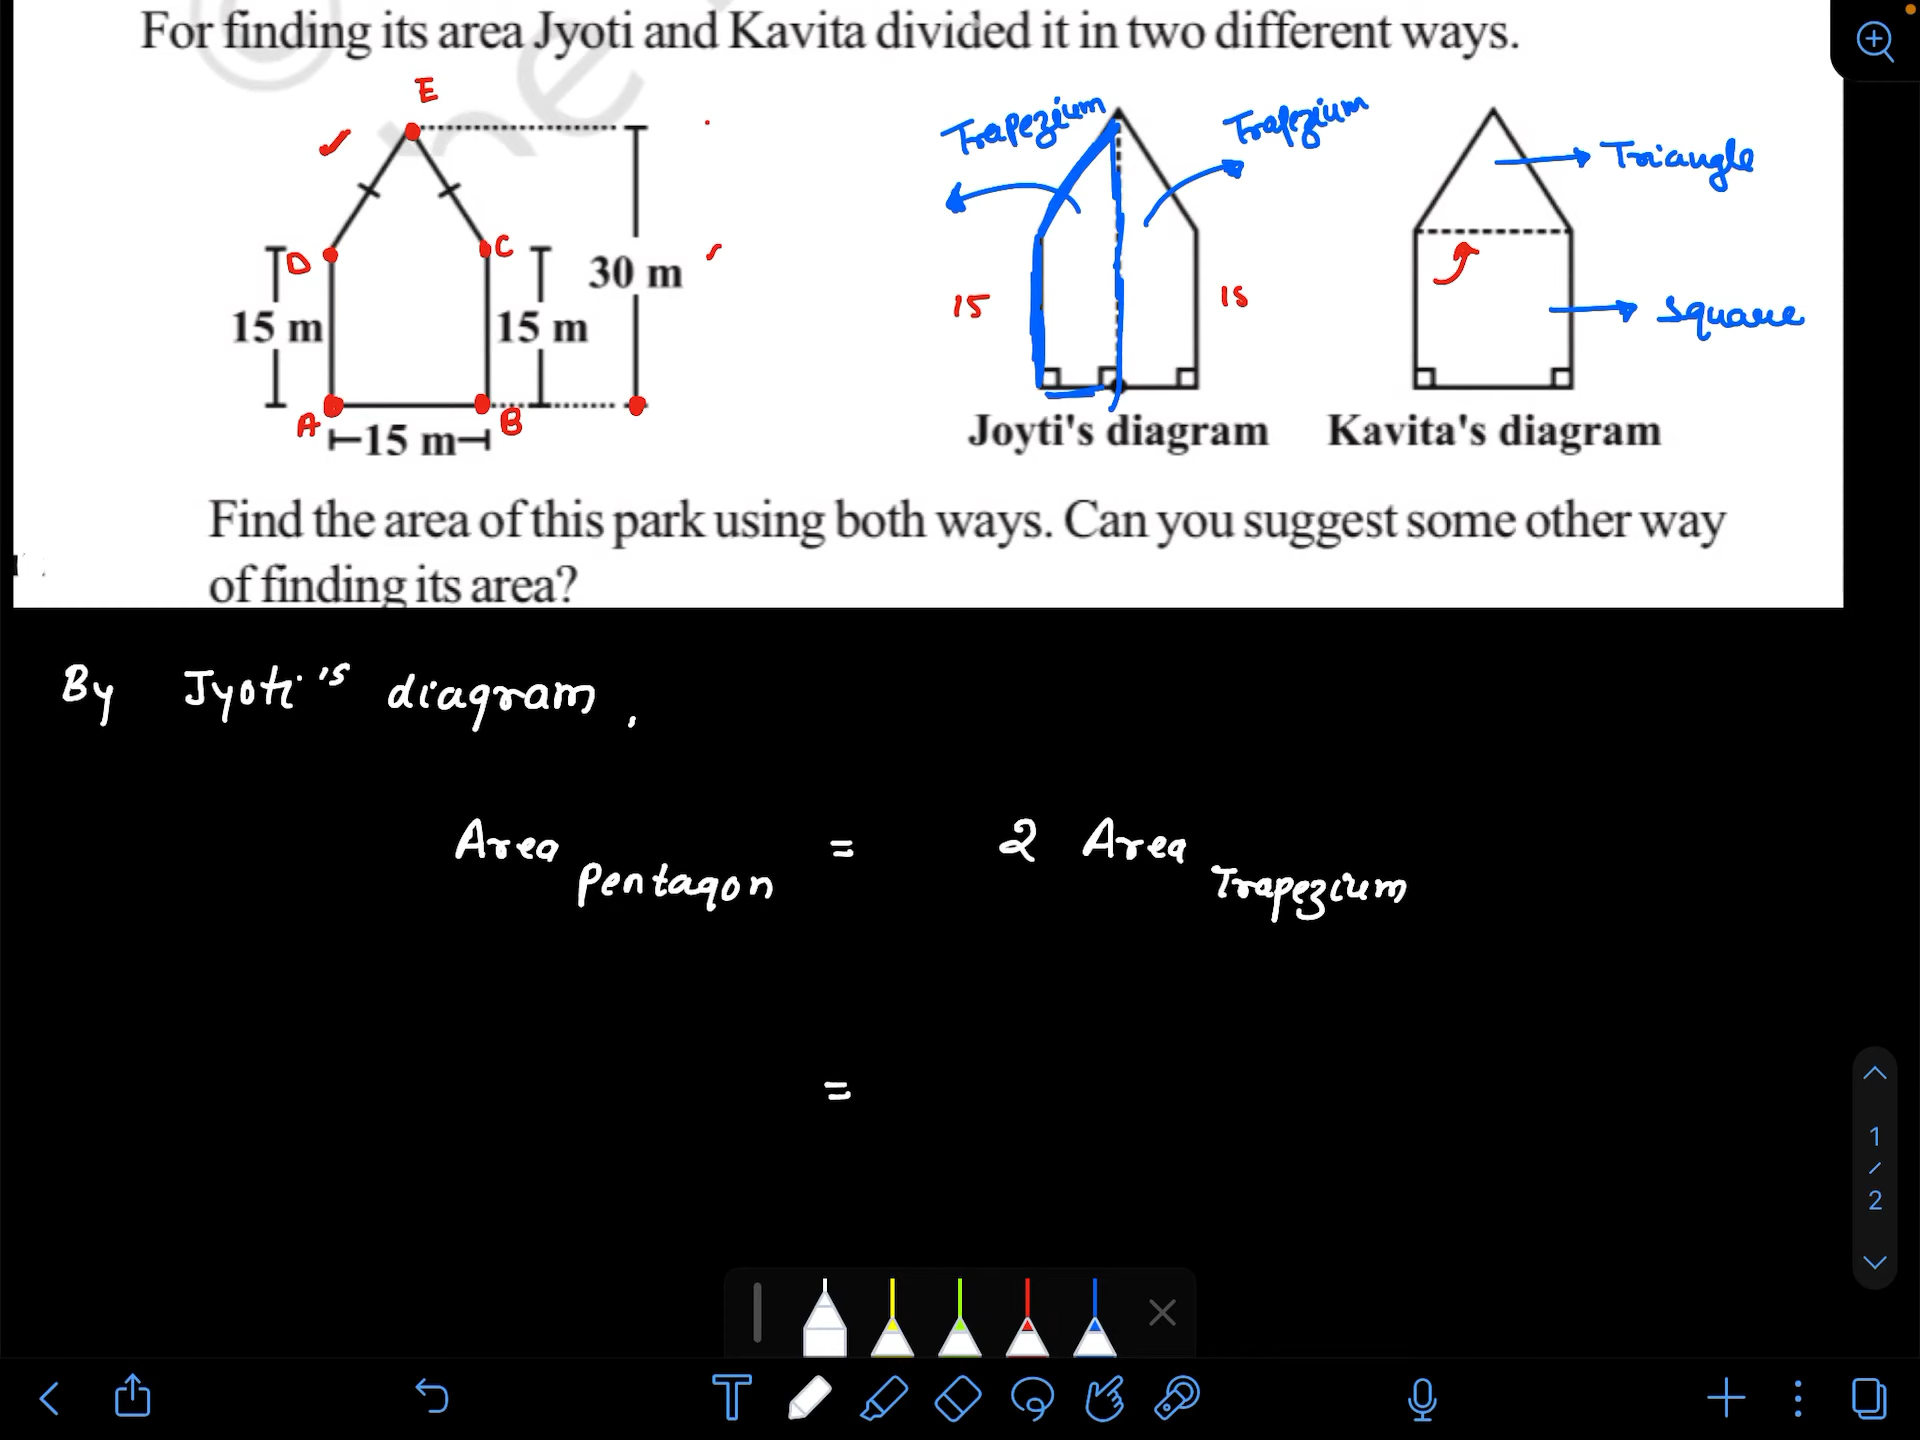 For finding its area Jyoti and Kavita divided it in two different ways.
E
D
C
15 m
15 m
30 m
A
B
15 m
Trapezium
Trapezium
15
15
Joyti's diagram
Triangle
Square
Kavita's diagram
Find the area of this park using both ways. Can you suggest some other way
of finding its area?
By Jyoti's diagram,
Area Pentagon = 2 Area Trapezium
=
1
/
2
T